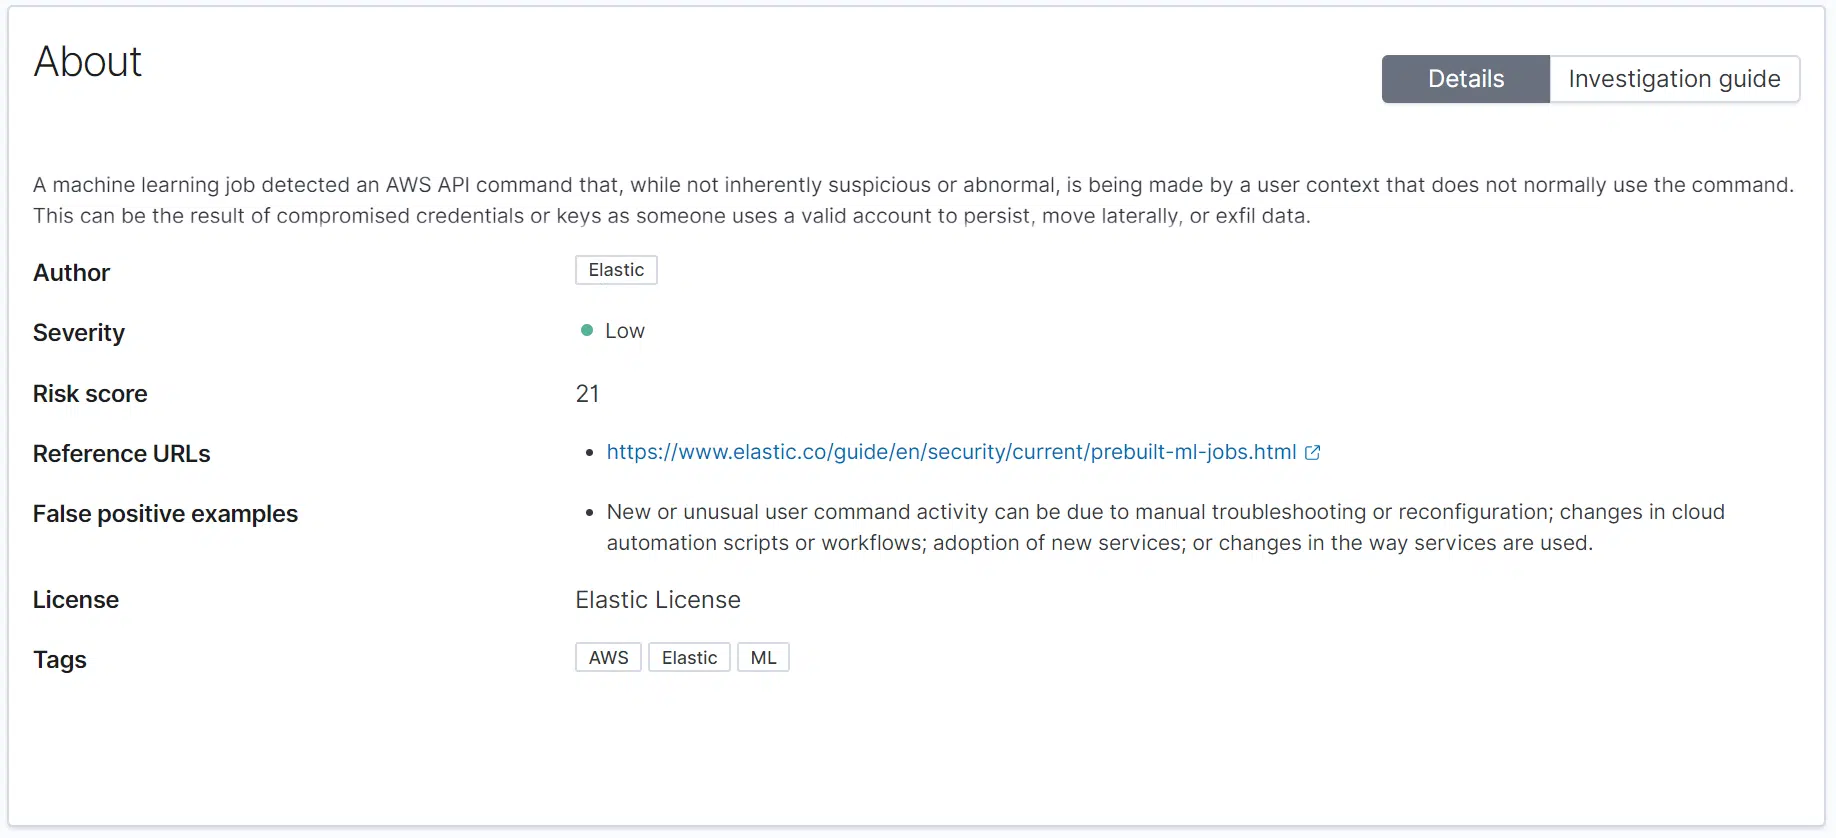 About
Details
Investigation guide
A machine learning job detected an AWS API command that, while not inherently suspicious or abnormal, is being made by a user context that does not normally use the command.
This can be the result of compromised credentials or keys as someone uses a valid account to persist, move laterally, or exfil data.
Author
Elastic
Severity
Low
Risk score
21
Reference URLs
https://www.elastic.co/guide/en/security/current/prebuilt-ml-jobs.html
False positive examples
New or unusual user command activity can be due to manual troubleshooting or reconfiguration; changes in cloud
automation scripts or workflows; adoption of new services; or changes in the way services are used.
License
Elastic License
Tags
AWS
Elastic
ML